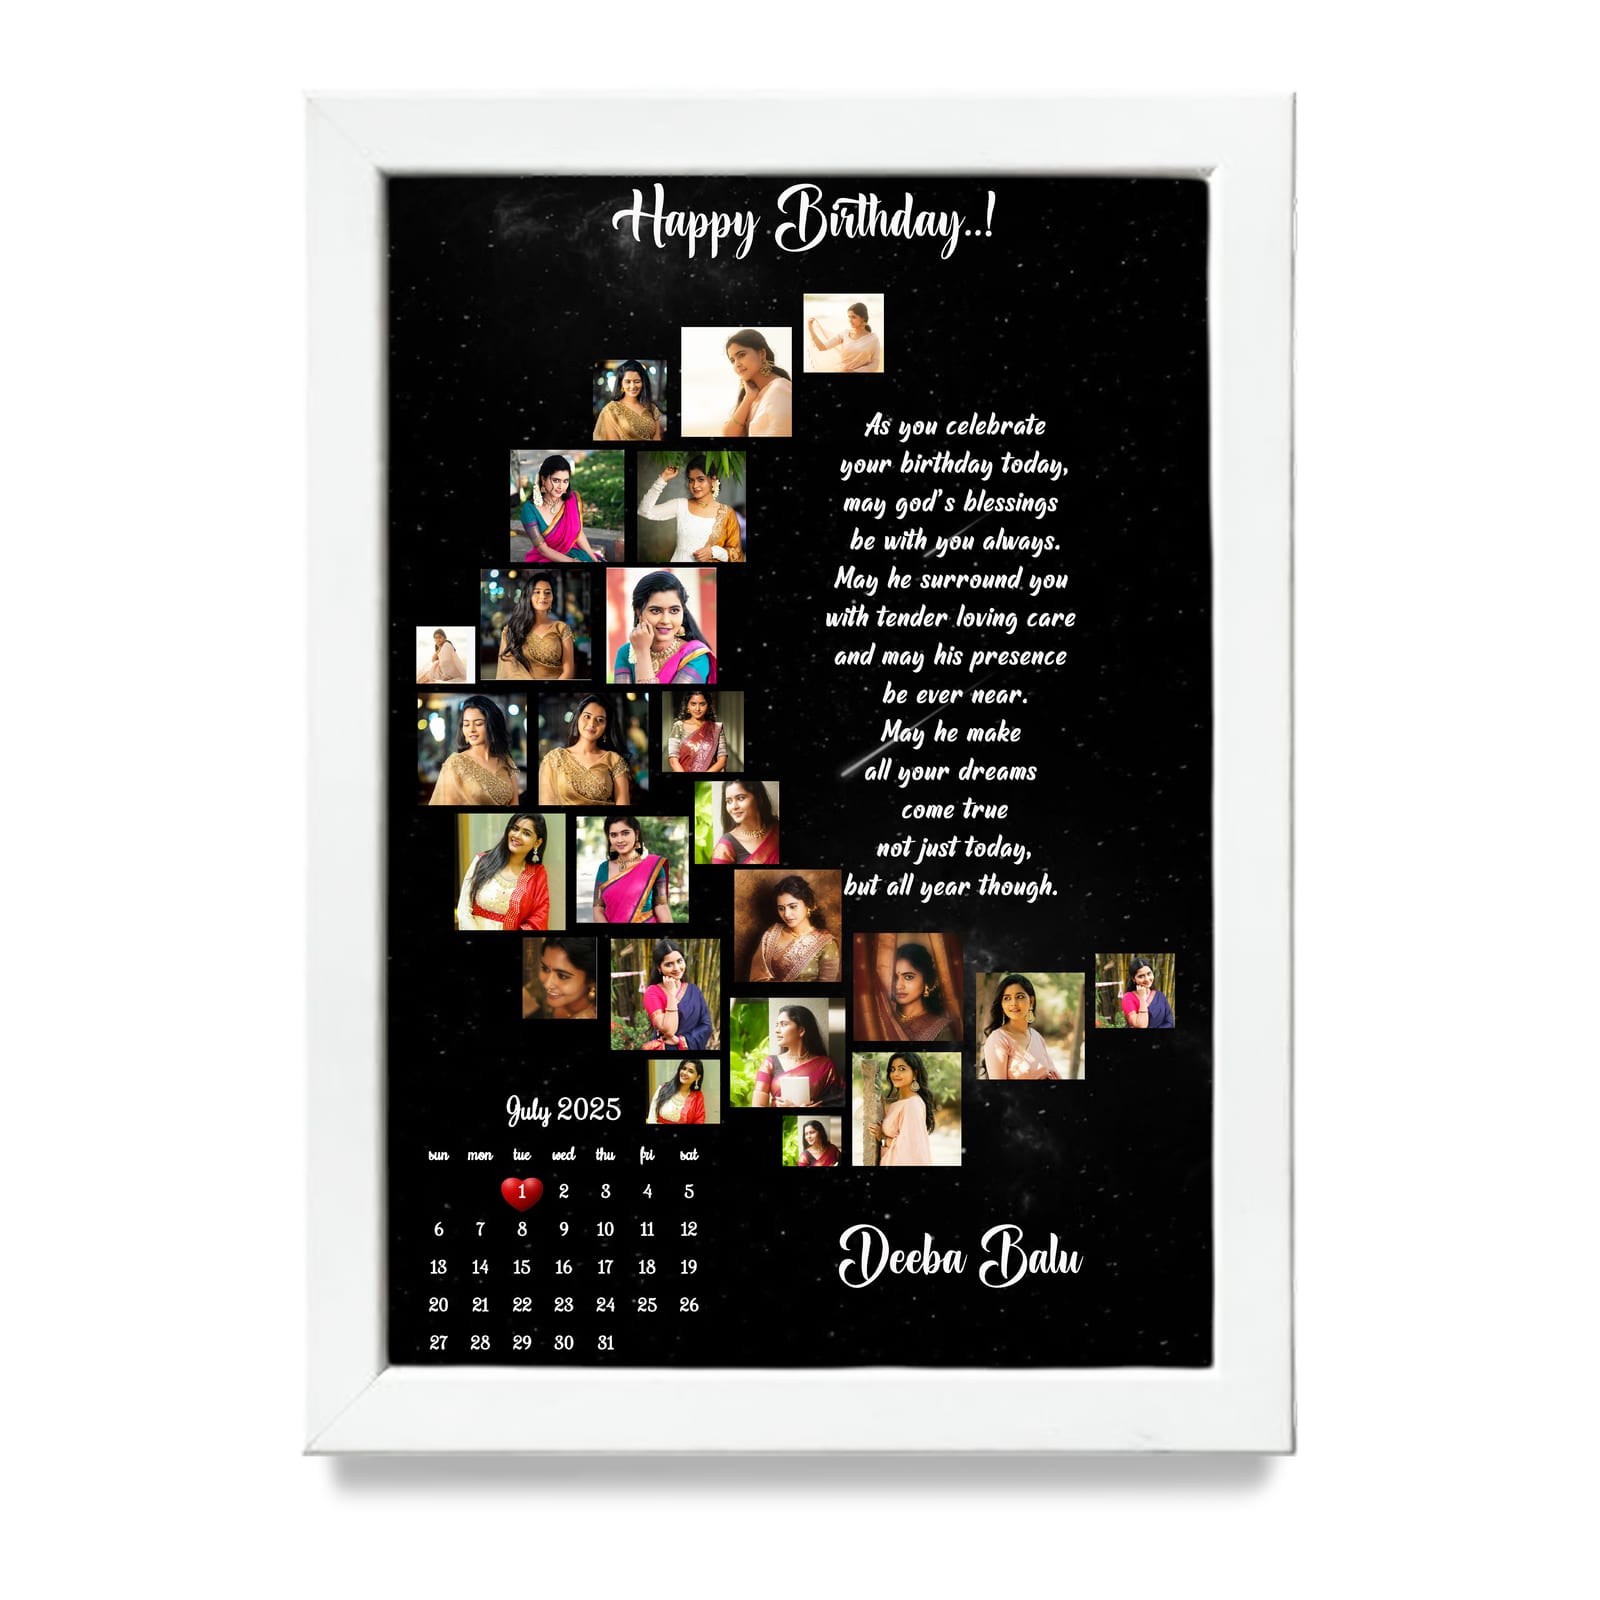 Happy Birthday..!
As you celebrate
your birthday today,
may god's blessings
be with you always.
May he surround you
with tender loving care
and may his presence
be ever near.
May he make
all your dreams
come true
not just today,
but all year though.
July 2025
sun mon tue wed thu fri sat
1 2 3 4 5
6 7 8 9 10 11 12
13 14 15 16 17 18 19
20 21 22 23 24 25 26
27 28 29 30 31
Deeba Balu